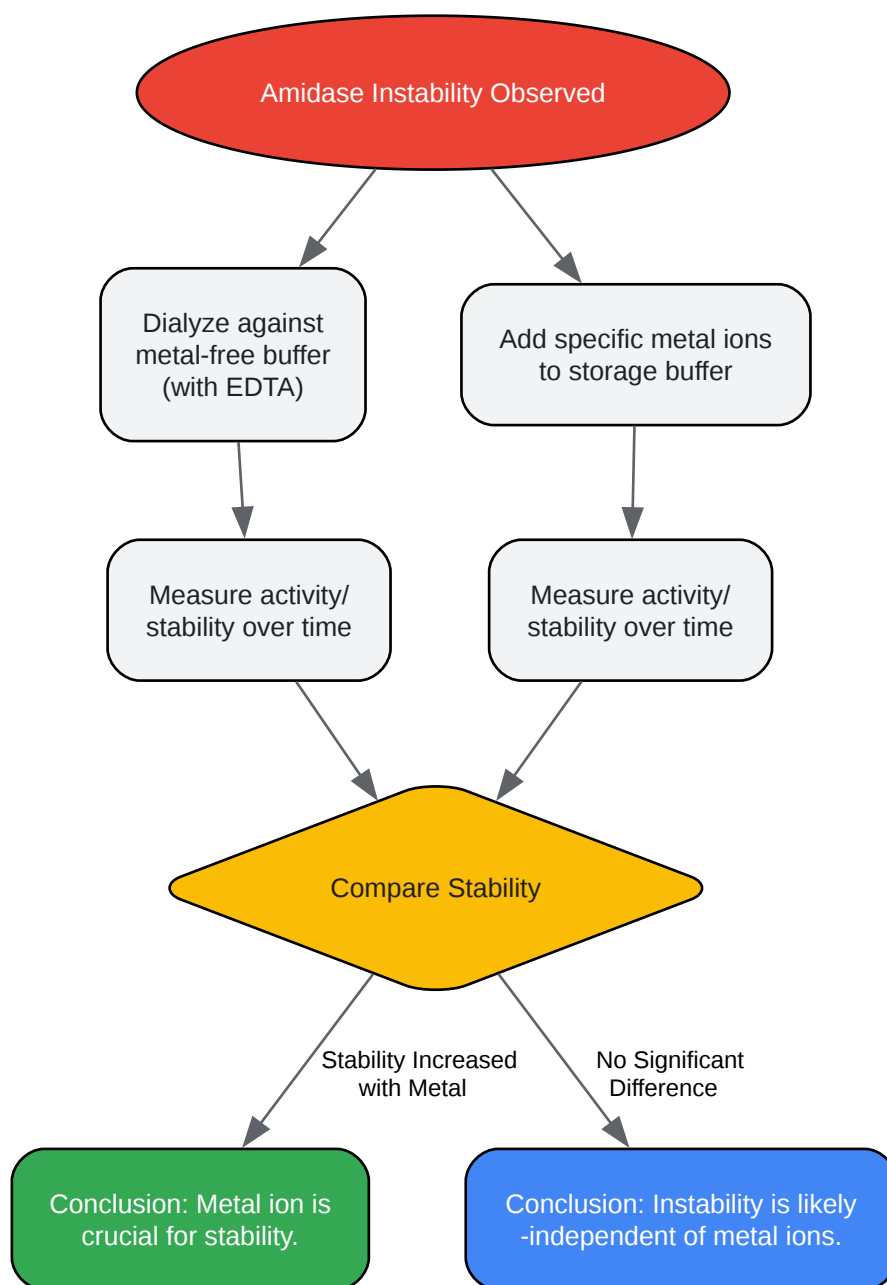 Amidase Instability Observed
Dialyze against
metal-free buffer
(with EDTA)
Add specific metal ions
to storage buffer
Measure activity/
stability over time
Measure activity/
stability over time
Compare Stability
Stability Increased
with Metal
No Significant
Difference
Conclusion: Metal ion is
crucial for stability.
Conclusion: Instability is likely
-independent of metal ions.